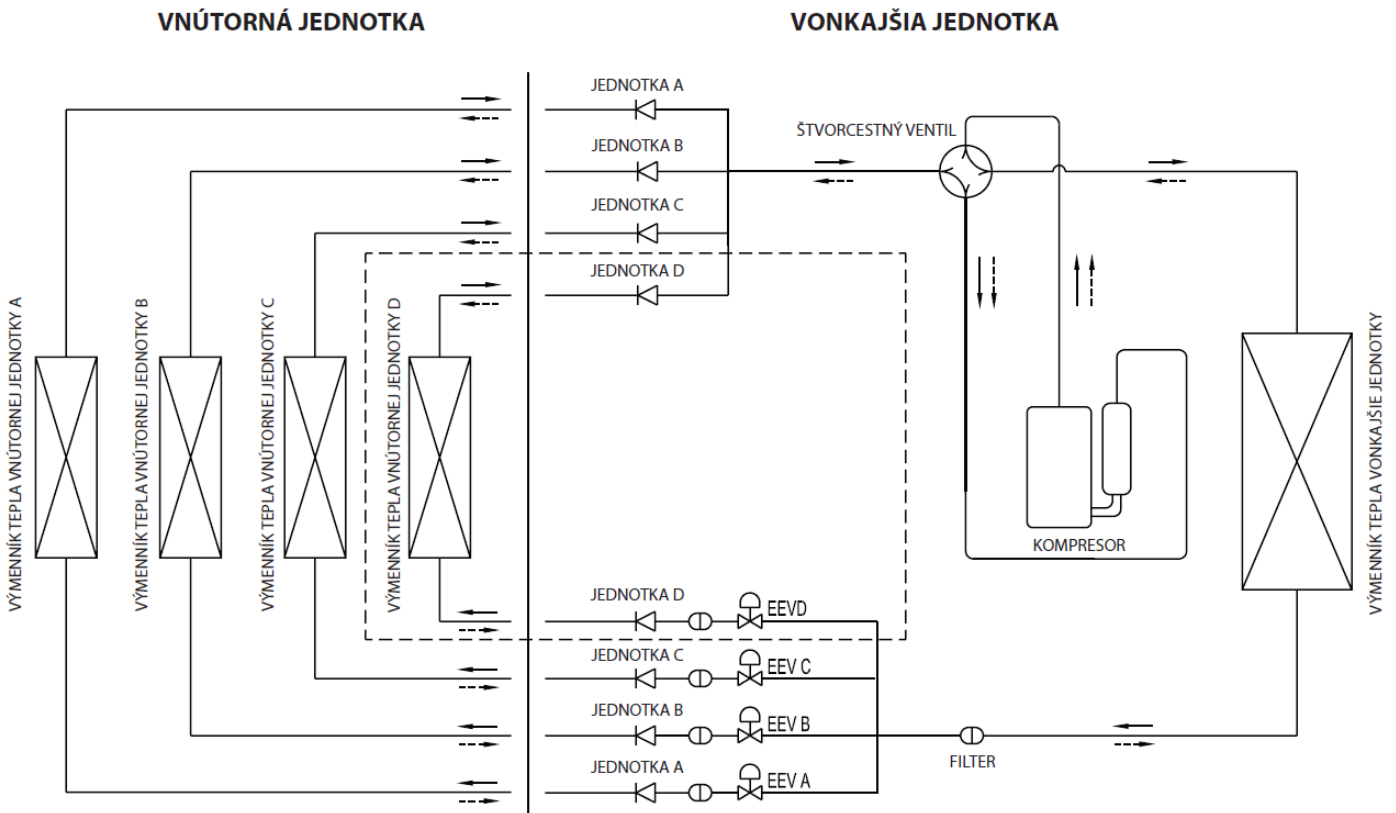 VNÚTORNÁ JEDNOTKA
VONKAJŠIA JEDNOTKA
JEDNOTKA A
JEDNOTKA B
JEDNOTKA C
JEDNOTKA D
ŠTVORCESTNÝ VENTIL
VÝMENNÍK TEPLA VNÚTORNEJ JEDNOTKY A
VÝMENNÍK TEPLA VNÚTORNEJ JEDNOTKY B
VÝMENNÍK TEPLA VNÚTORNEJ JEDNOTKY C
VÝMENNÍK TEPLA VNÚTORNEJ JEDNOTKY D
KOMPRESOR
VÝMENNÍK TEPLA VONKAJŠIE JEDNOTKY
JEDNOTKA D
EEVD
JEDNOTKA C
EEV C
JEDNOTKA B
EEV B
JEDNOTKA A
EEV A
FILTER